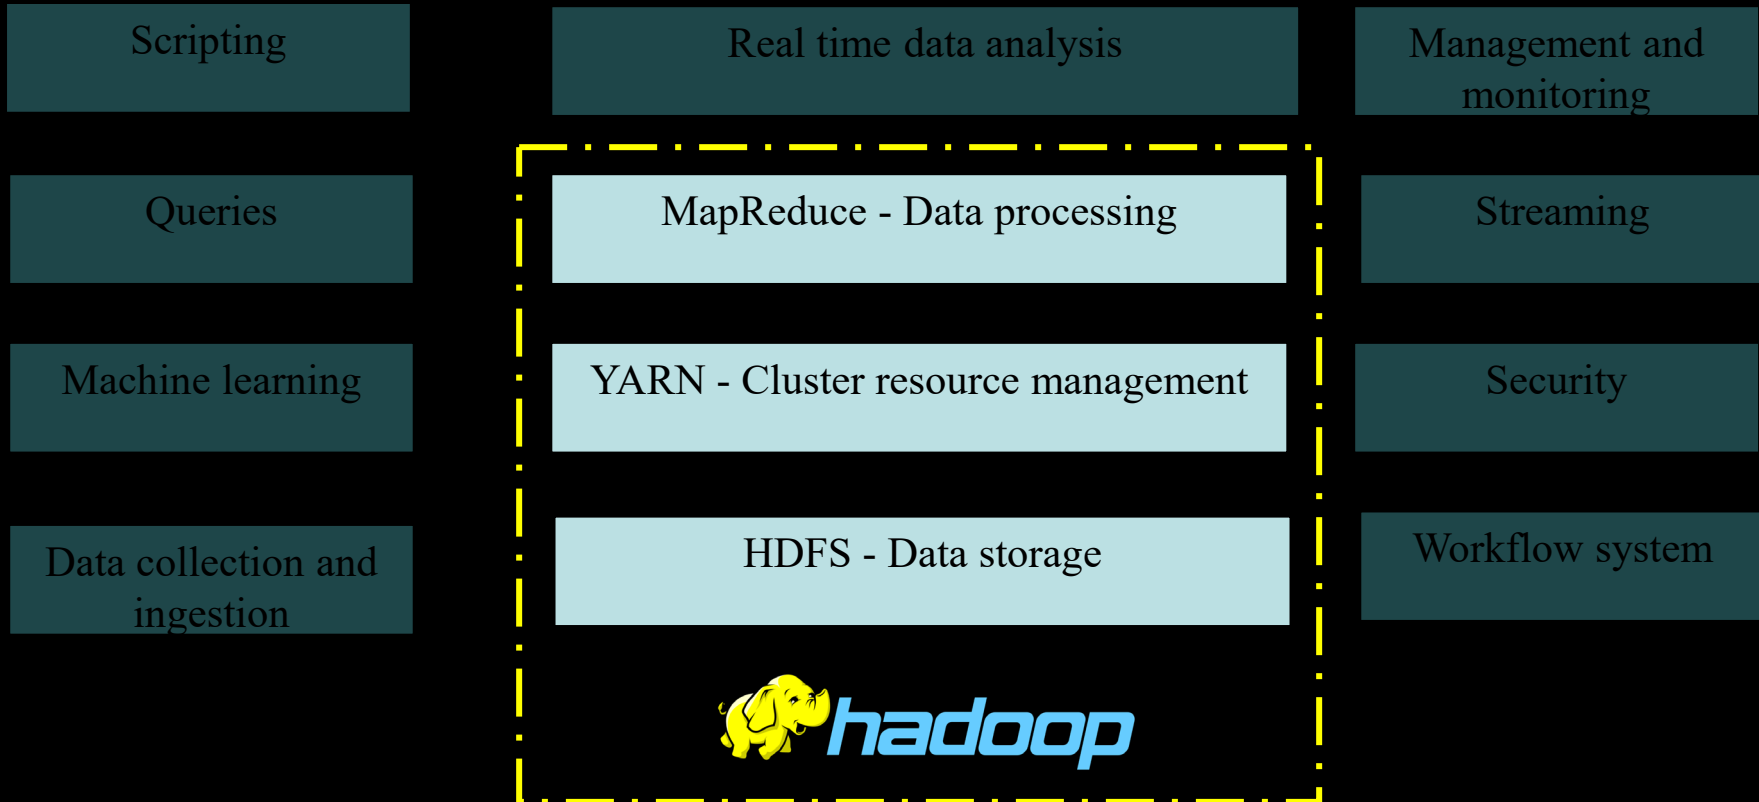 Scripting
Real time data analysis
Management and
monitoring
Queries
MapReduce - Data processing
Streaming
Machine learning
YARN - Cluster resource management
Security
Data collection and
ingestion
HDFS - Data storage
Workflow system
hadoop